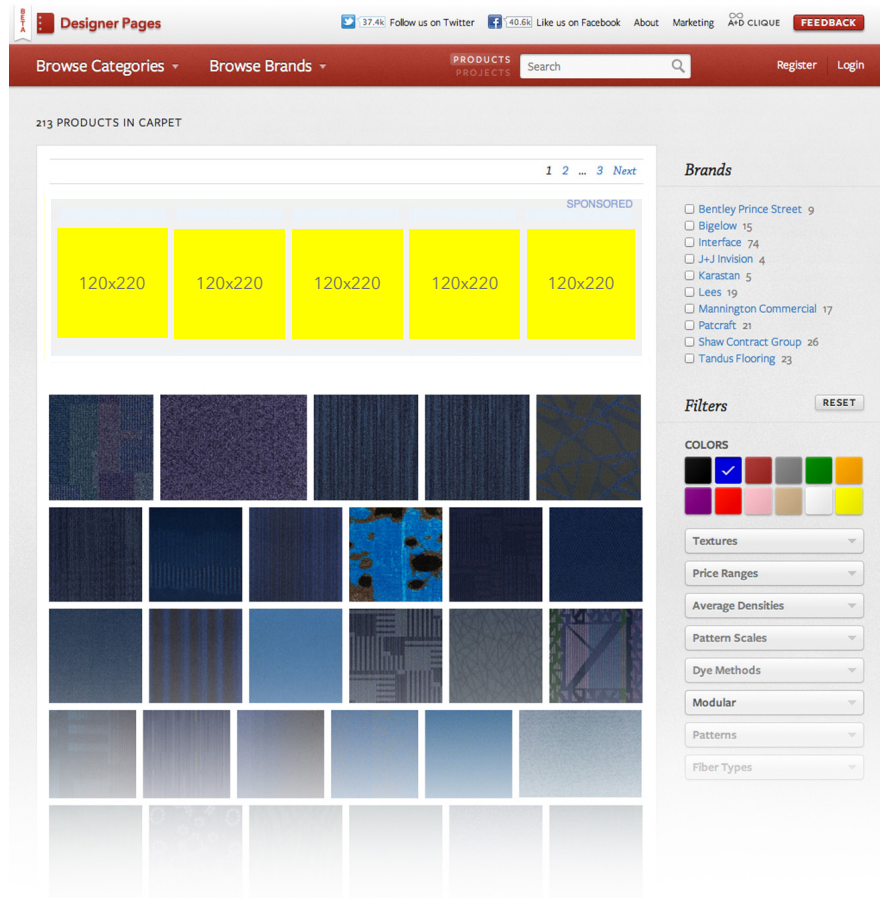 BETA
Designer Pages
37.4k Follow us on Twitter 40.6k Like us on Facebook About Marketing A+D CLIQUE FEEDBACK
Browse Categories Browse Brands PRODUCTS PROJECTS Search Register Login
213 PRODUCTS IN CARPET
1 2 ... 3 Next
SPONSORED
120x220 120x220 120x220 120x220 120x220
Brands
Bentley Prince Street 9
Bigelow 15
Interface 74
J+J Invision 4
Karastan 5
Lees 19
Mannington Commercial 17
Patcraft 21
Shaw Contract Group 26
Tandus Flooring 23
Filters RESET
COLORS
Textures
Price Ranges
Average Densities
Pattern Scales
Dye Methods
Modular
Patterns
Fiber Types